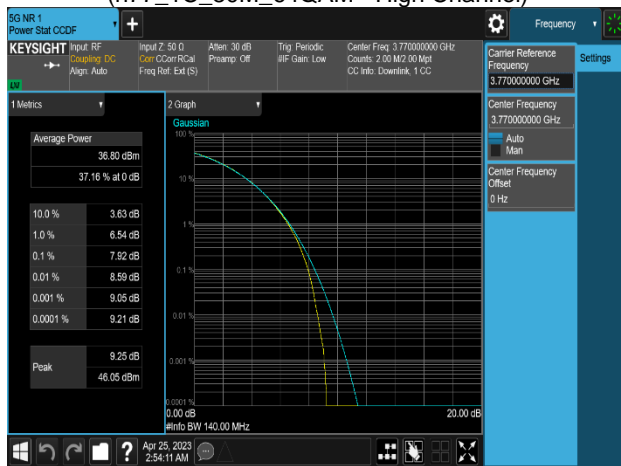 5G NR 1
Power Stat CCDF
Frequency
KEYSIGHT
Input: RF
Coupling: DC
Align: Auto
Input Z: 50 Ω
Corr CCorr RCal
Freq Ref: Ext (S)
Atten: 30 dB
Preamp: Off
Trig: Periodic
#IF Gain: Low
Center Freq: 3.770000000 GHz
Counts: 2.00 M/2.00 Mpt
CC Info: Downlink, 1 CC
Carrier Reference
Frequency
3.770000000 GHz
Settings
Center Frequency
3.770000000 GHz
Auto
Man
Center Frequency
Offset
0 Hz
1 Metrics
Average Power
36.80 dBm
37.16 % at 0 dB
10.0 % 3.63 dB
1.0 % 6.54 dB
0.1 % 7.92 dB
0.01 % 8.59 dB
0.001 % 9.05 dB
0.0001 % 9.21 dB
Peak
9.25 dB
46.05 dBm
2 Graph
Gaussian
100 %
10 %
1 %
0.1 %
0.01 %
0.001 %
0.0001 %
0.00 dB 20.00 dB
#Info BW 140.00 MHz
?
Apr 25, 2023
2:54:11 AM